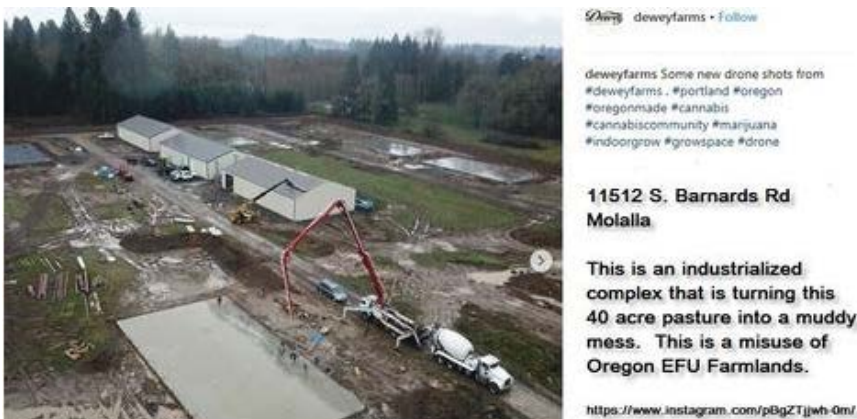 Dewey deweyfarms • Follow
deweyfarms Some new drone shots from
#deweyfarms . #portland #oregon
#oregonmade #cannabis
#cannabiscommunity #marijuana
#indoorgrow #growspace #drone
11512 S. Barnards Rd
Molalla
This is an industrialized
complex that is turning this
40 acre pasture into a muddy
mess. This is a misuse of
Oregon EFU Farmlands.
https://www.instagram.com/pBgZTjjwh-0m/